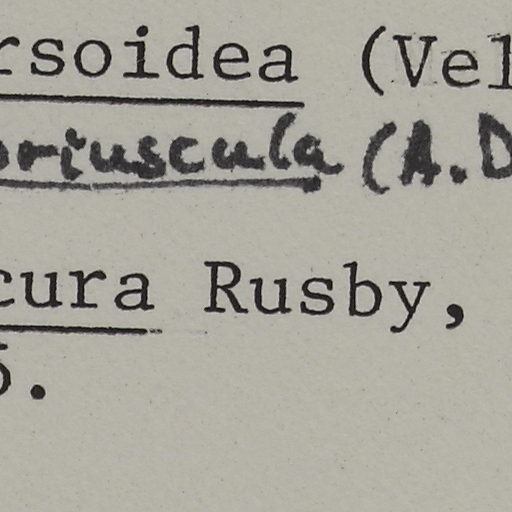 rsoidea (Vel
oriuscula (A.D
cura Rusby,
5.